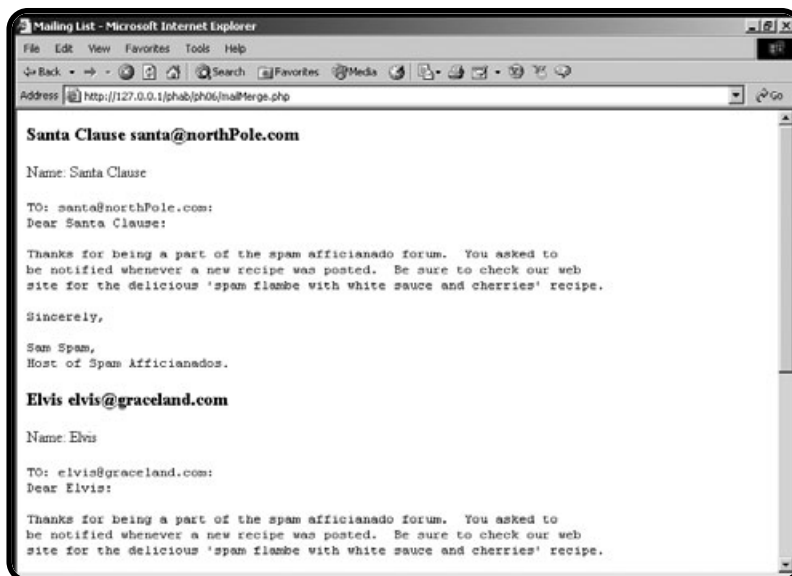 Mailing List - Microsoft Internet Explorer
File Edit View Favorites Tools Help
Back Search Favorites Media
Address http://127.0.0.1/phab/ph06/mailMerge.php Go
Santa Clause santa@northPole.com
Name: Santa Clause
TO: santa@northPole.com:
Dear Santa Clause:
Thanks for being a part of the spam afficianado forum. You asked to
be notified whenever a new recipe was posted. Be sure to check our web
site for the delicious 'spam flambe with white sauce and cherries' recipe.
Sincerely,
Sam Spam,
Host of Spam Afficianados.
Elvis elvis@graceland.com
Name: Elvis
TO: elvis@graceland.com:
Dear Elvis:
Thanks for being a part of the spam afficianado forum. You asked to
be notified whenever a new recipe was posted. Be sure to check our web
site for the delicious 'spam flambe with white sauce and cherries' recipe.